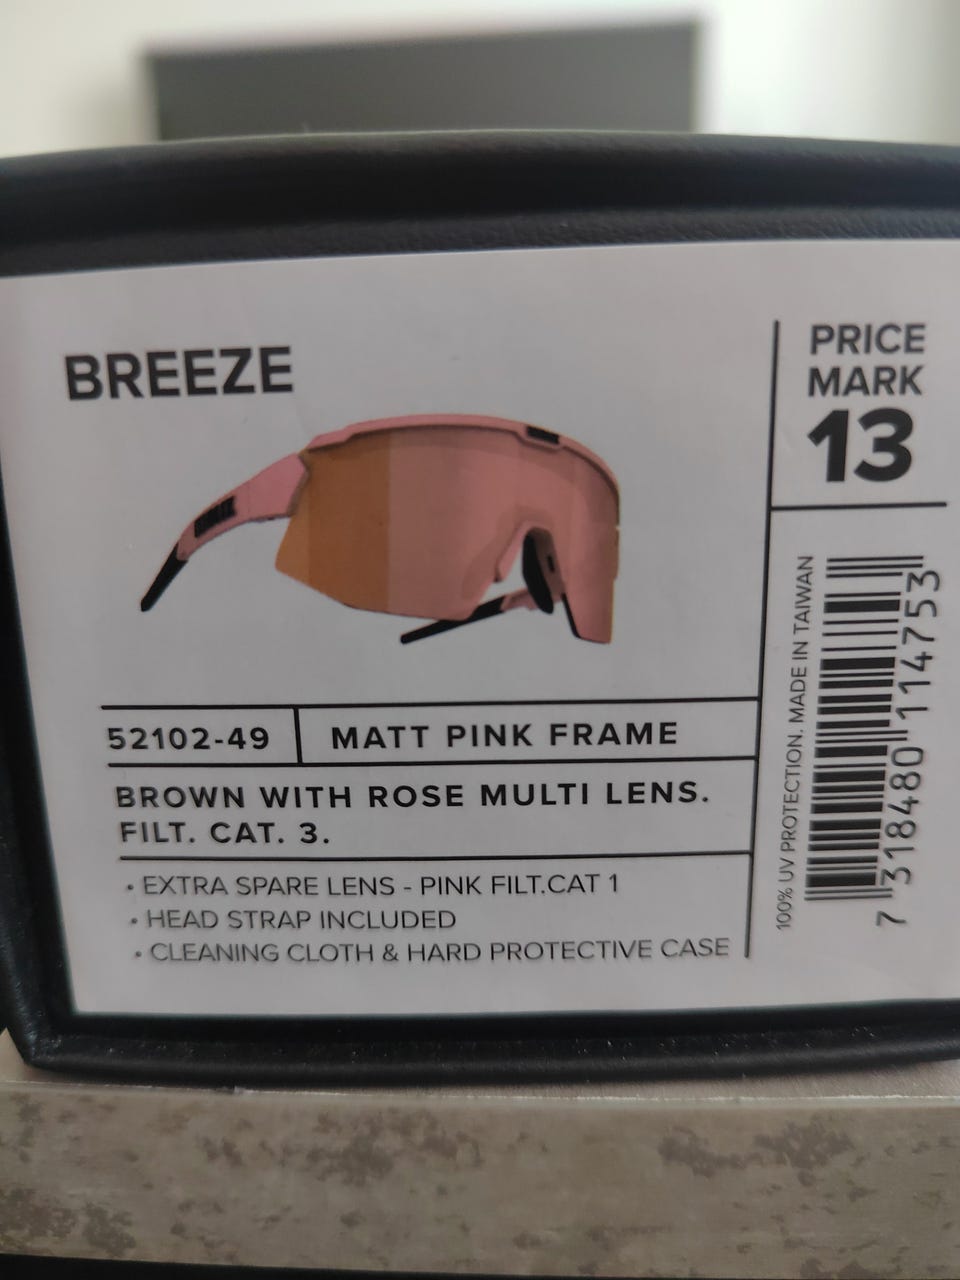 BREEZE
PRICE
MARK
13
52102-49
MATT PINK FRAME
BROWN WITH ROSE MULTI LENS.
FILT. CAT. 3.
• EXTRA SPARE LENS - PINK FILT.CAT 1
• HEAD STRAP INCLUDED
• CLEANING CLOTH & HARD PROTECTIVE CASE
100% UV PROTECTION. MADE IN TAIWAN
7 318480 114753